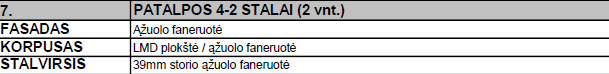 7. PATALPOS 4-2 STALAI (2 vnt.)
FASADAS Ąžuolo faneruotė
KORPUSAS LMD plokštė / ąžuolo faneruotė
STALVIRSIS 39mm storio ąžuolo faneruotė